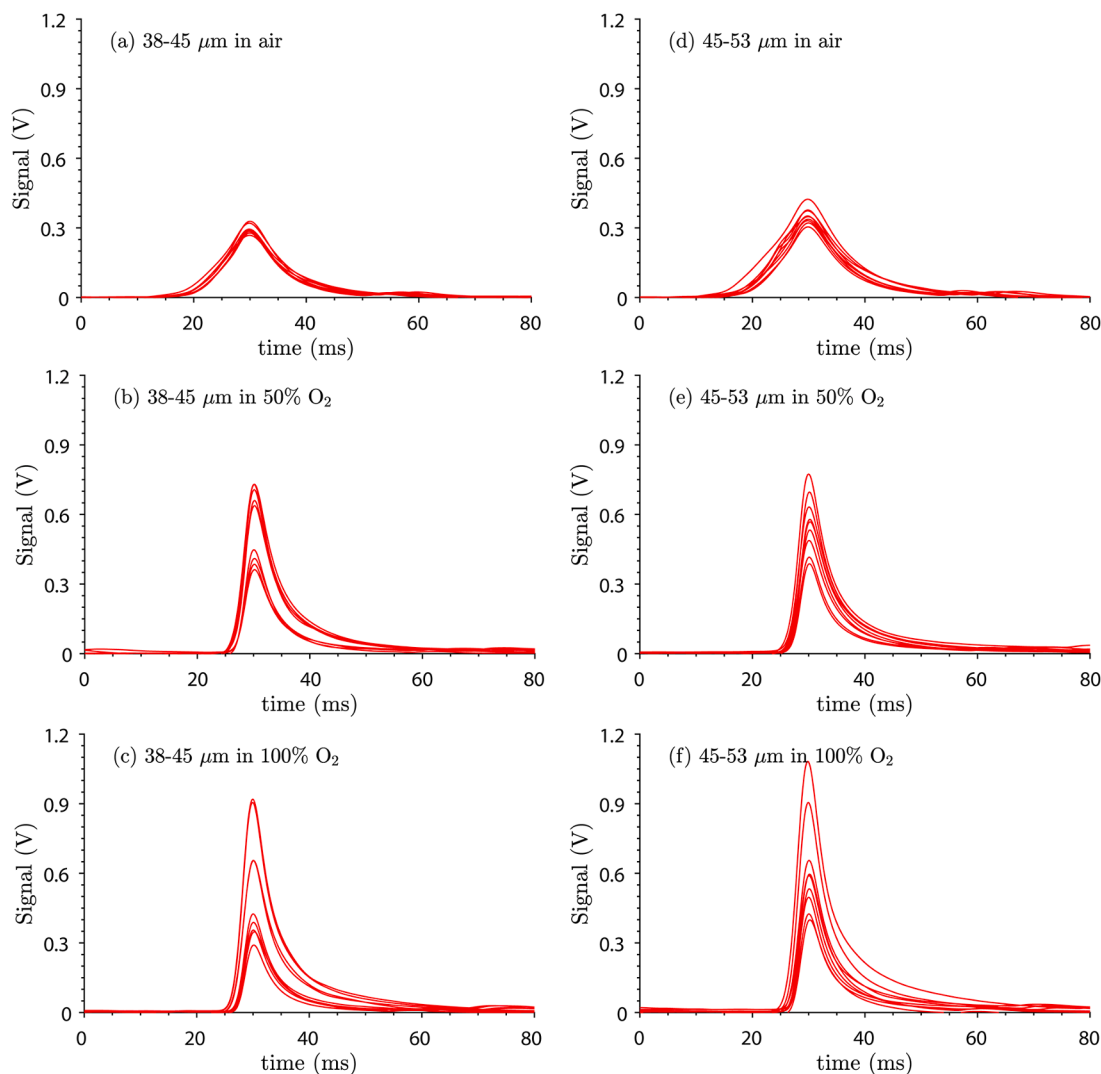 (a) 38-45 μm in air
1.2
0.9
0.6
0.3
0
Signal (V)
0 20 40 60 80
time (ms)
(d) 45-53 μm in air
1.2
0.9
0.6
0.3
0
Signal (V)
0 20 40 60 80
time (ms)
(b) 38-45 μm in 50% O₂
1.2
0.9
0.6
0.3
0
Signal (V)
0 20 40 60 80
time (ms)
(e) 45-53 μm in 50% O₂
1.2
0.9
0.6
0.3
0
Signal (V)
0 20 40 60 80
time (ms)
(c) 38-45 μm in 100% O₂
1.2
0.9
0.6
0.3
0
Signal (V)
0 20 40 60 80
time (ms)
(f) 45-53 μm in 100% O₂
1.2
0.9
0.6
0.3
0
Signal (V)
0 20 40 60 80
time (ms)